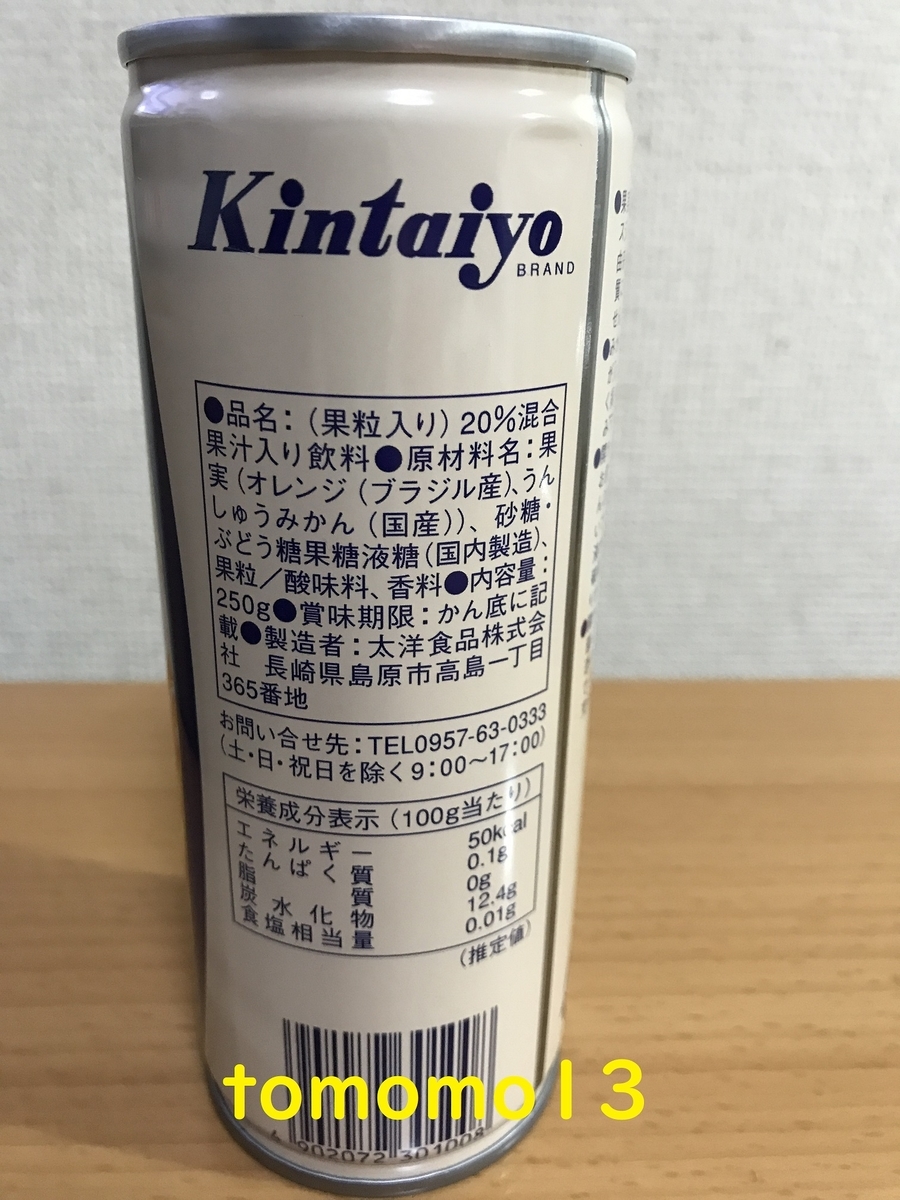 Kintaiyo
BRAND
●品名：（果粒入り）20%混合
果汁入り飲料●原材料名：果
実（オレンジ（ブラジル産）、うん
しゅうみかん（国産））、砂糖・
ぶどう糖果糖液糖（国内製造）、
果粒／酸味料、香料●内容量：
250g●賞味期限：かん底に記
載●製造者：太洋食品株式会
社　長崎県島原市高島一丁目
365番地
お問い合せ先：TEL0957-63-0333
（土・日・祝日を除く9：00～17：00）
栄養成分表示（100g当たり）
エネルギー 50kcal
たんぱく質 0.1g
脂質 0g
炭水化物 12.4g
食塩相当量 0.01g
（推定値）
4 902072 301008
tomomo13